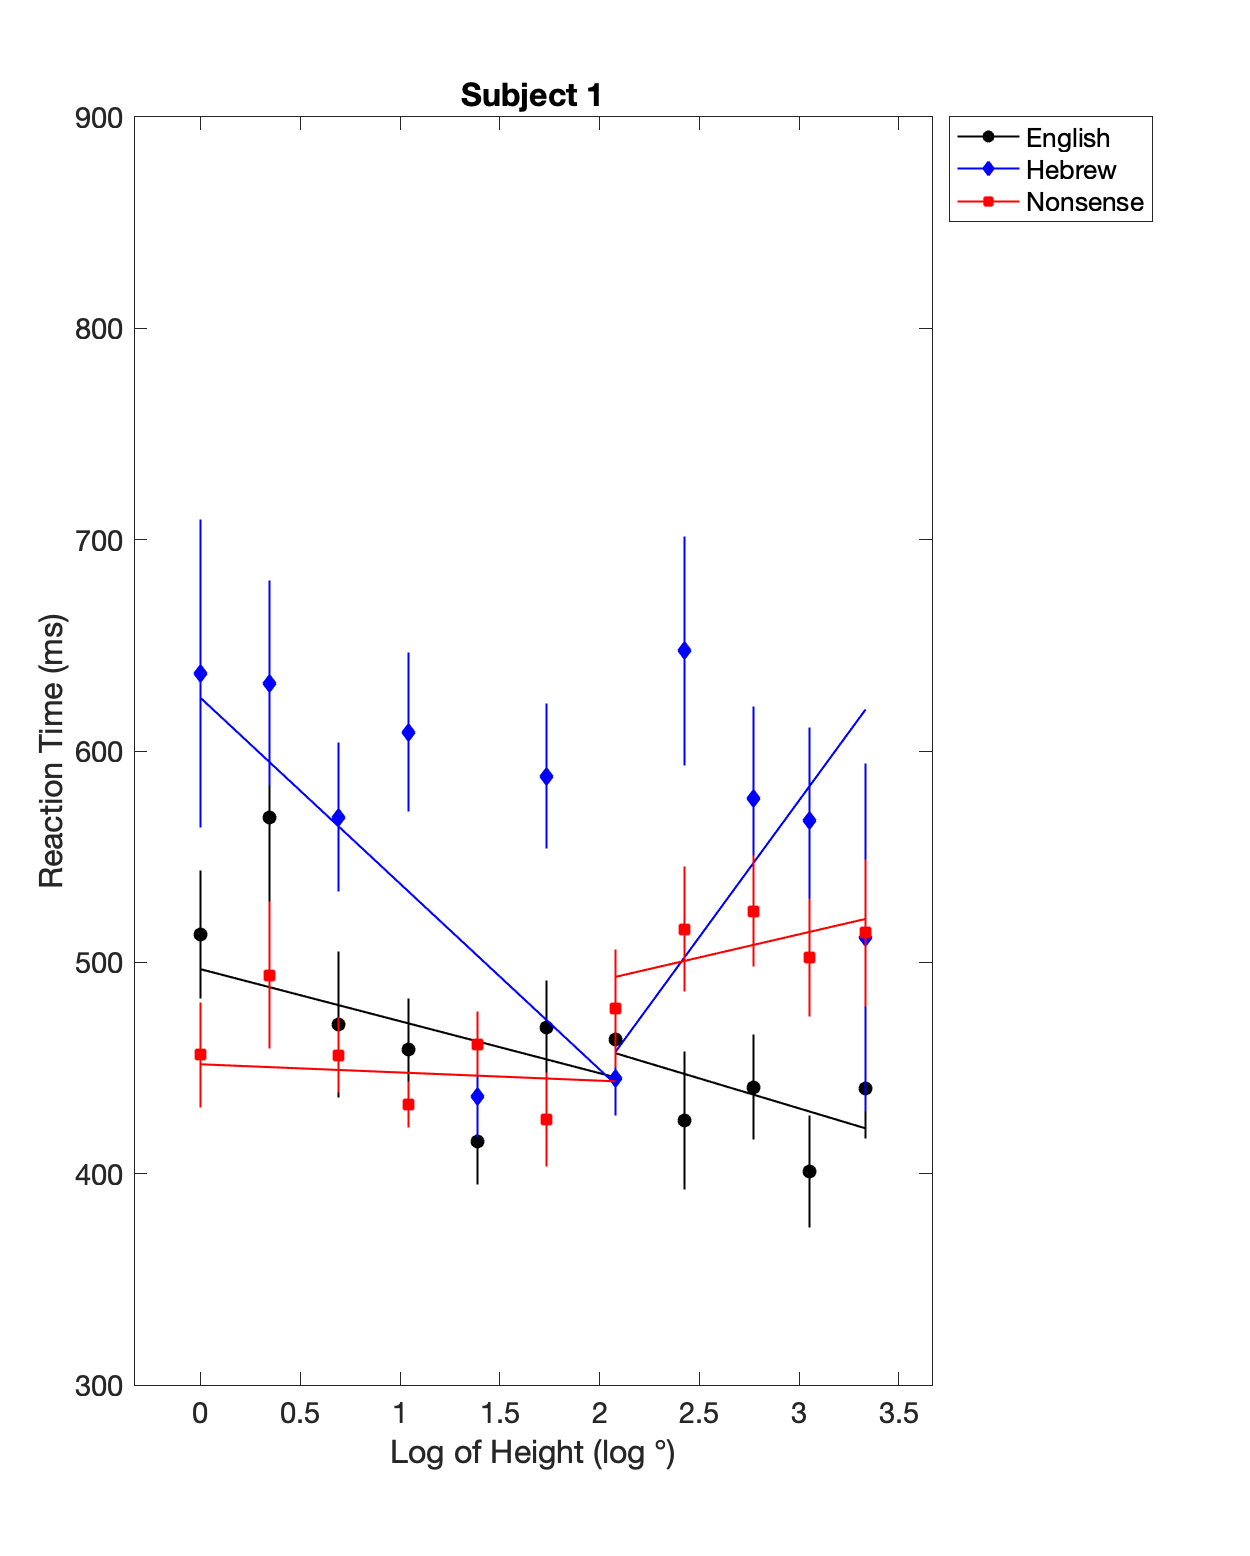 Subject 1
English
Hebrew
Nonsense
900
800
700
600
500
400
300
Reaction Time (ms)
0 0.5 1 1.5 2 2.5 3 3.5
Log of Height (log °)